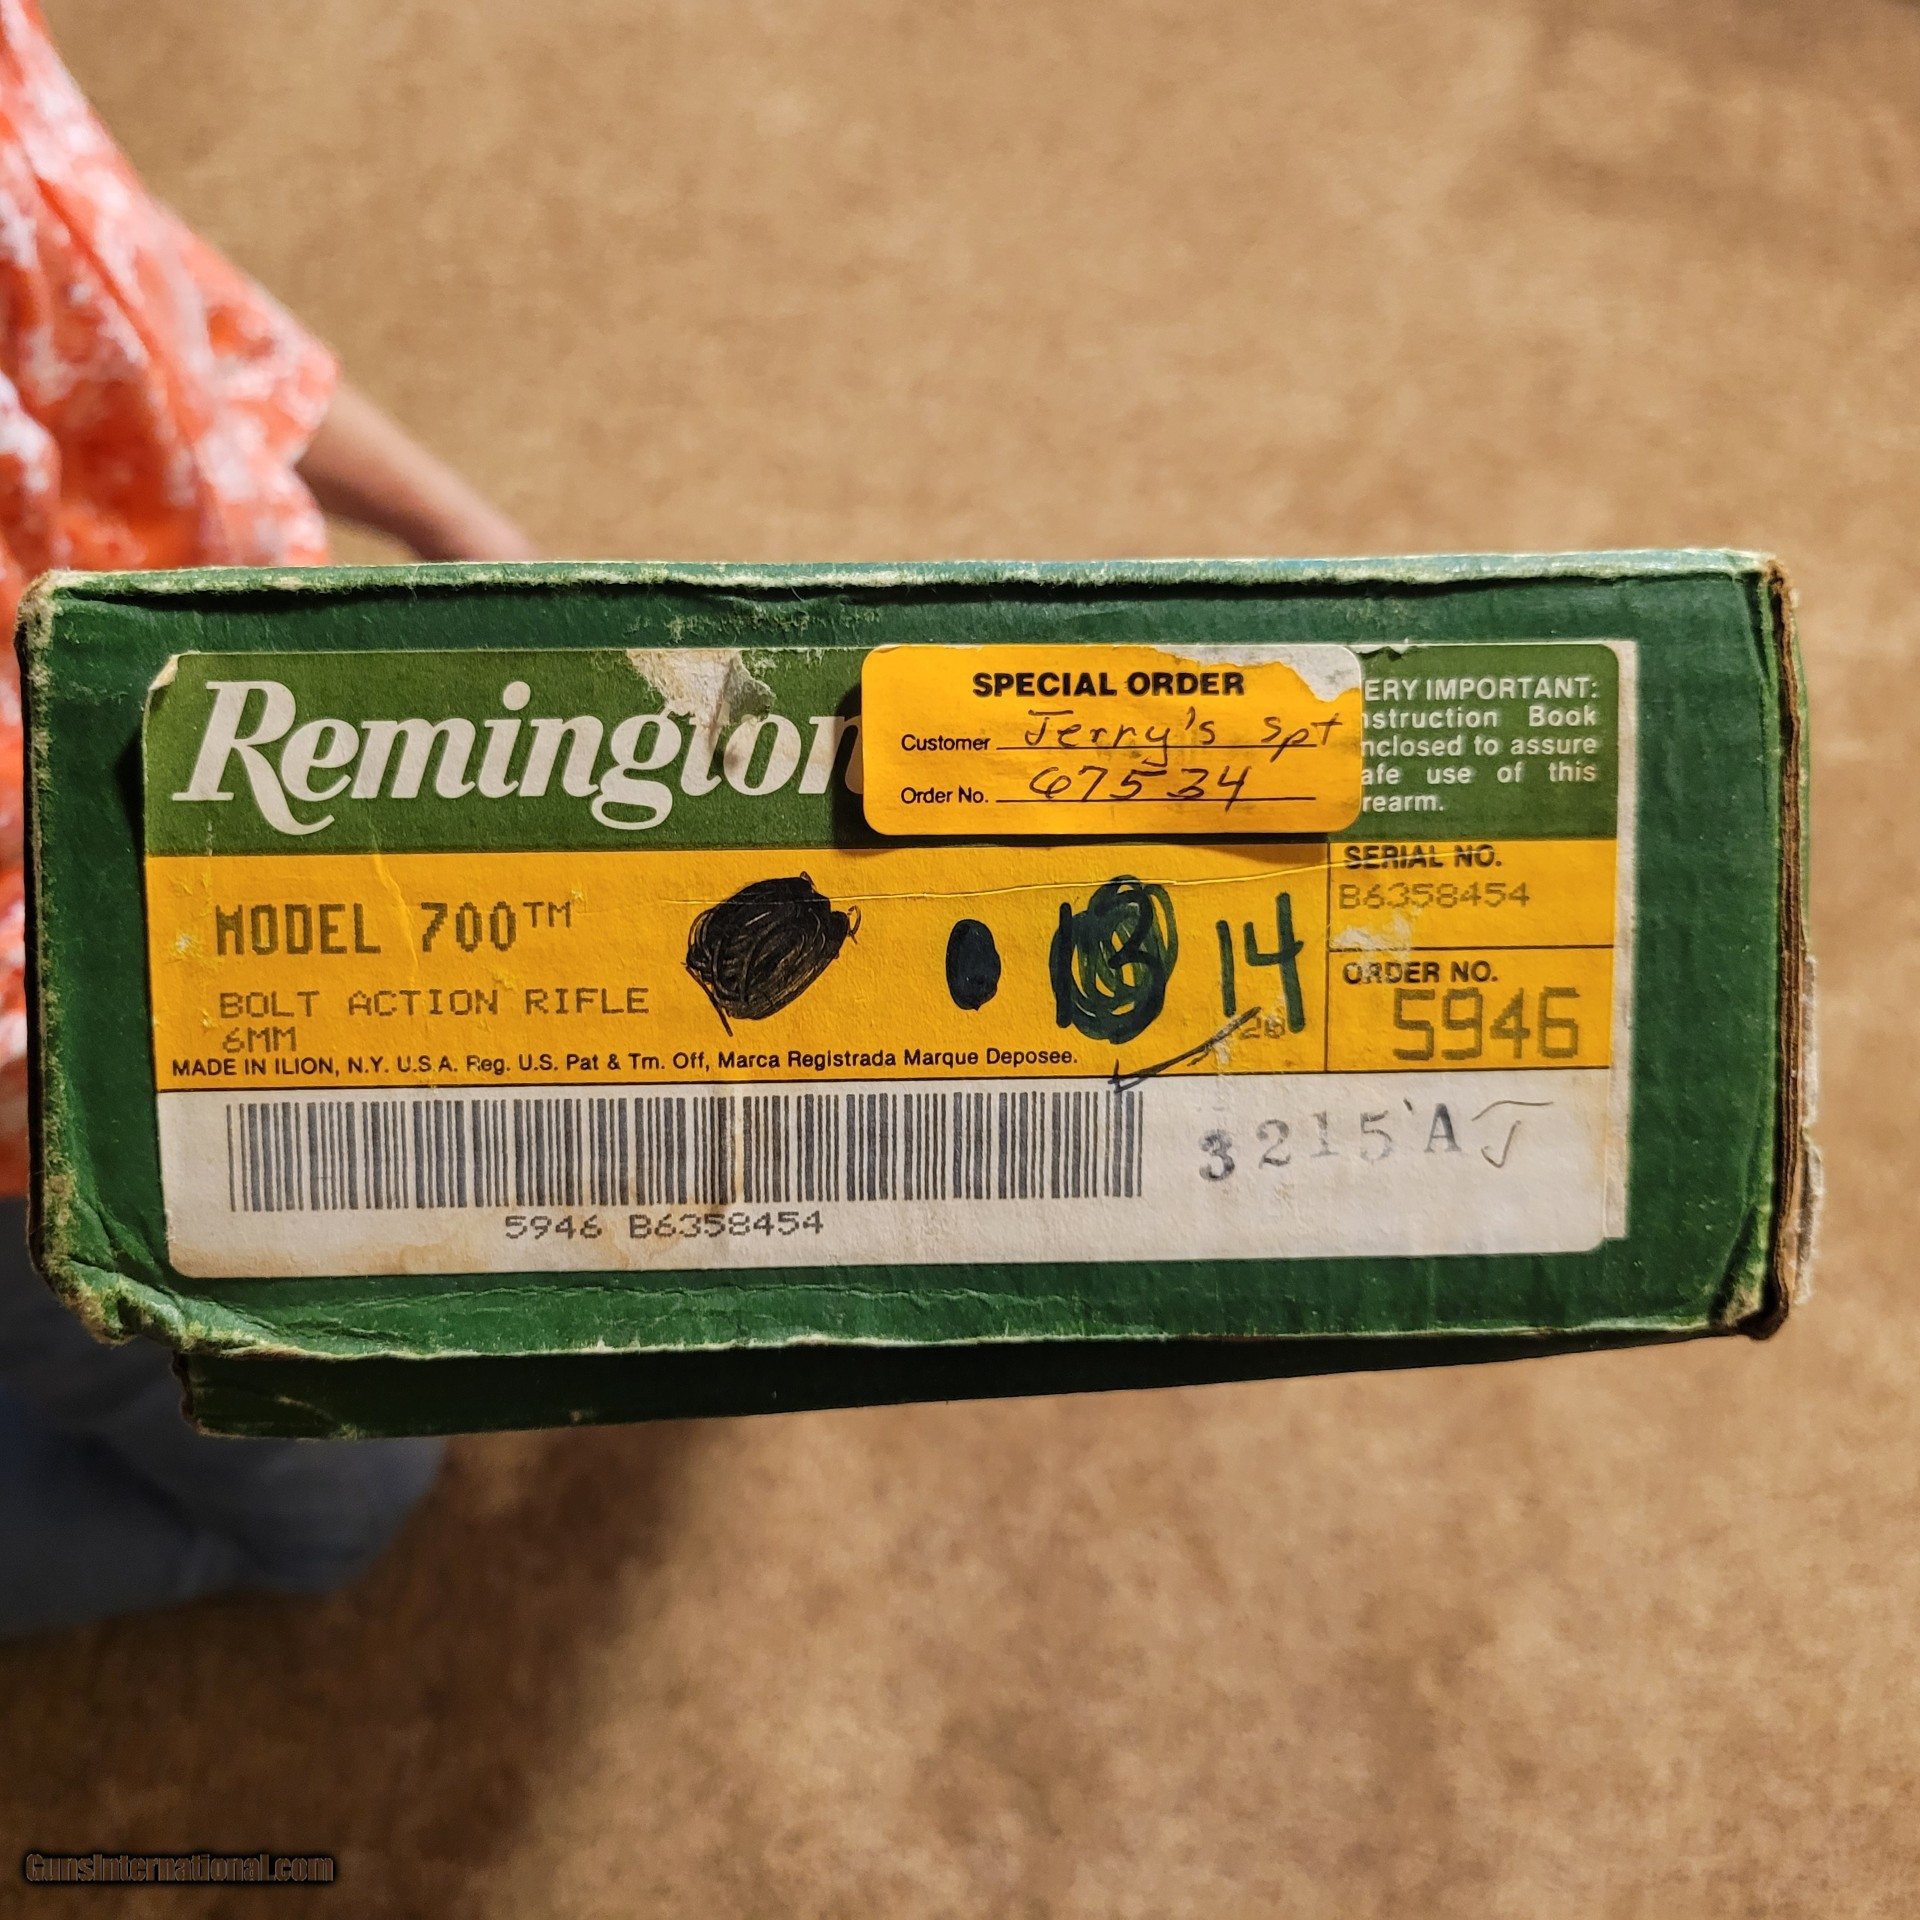 Remington
SPECIAL ORDER
Customer Jerry's Spt
Order No. 67534
ERY IMPORTANT:
nstruction Book
nclosed to assure
afe use of this
rearm.
MODEL 700™
13 14
BOLT ACTION RIFLE
6MM
MADE IN ILION, N.Y. U.S.A. Reg. U.S. Pat & Tm. Off, Marca Registrada Marque Deposee.
SERIAL NO.
B6358454
ORDER NO.
5946
3215'A
5946 B6358454
GunsInternational.com